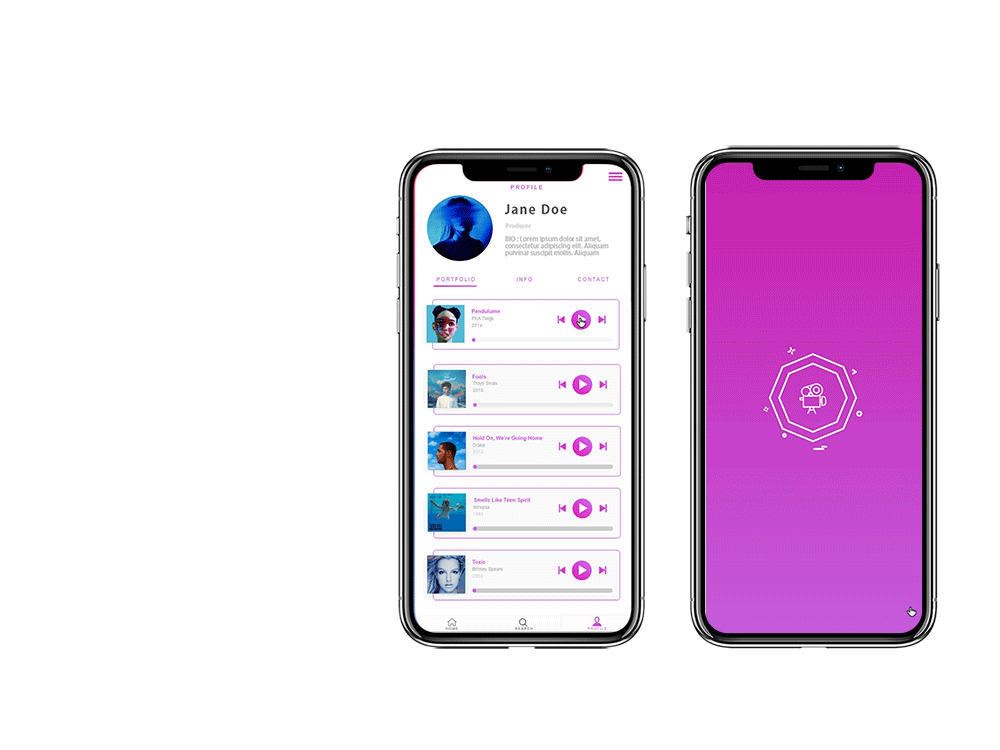 PROFILE
Jane Doe
Producer
BIO : Lorem ipsum dolor sit amet,
consectetur adipiscing elit. Aliquam
pulvinar suscipit mollis. Aliquam
PORTFOLIO
INFO
CONTACT
Pendulume
FKA Twigs
2014
Fools
Troye Sivan
2015
Hold On, We're Going Home
Drake
2013
Smells Like Teen Spirit
Nirvana
1991
Toxic
Britney Spears
2003
HOME
SEARCH
PROFILE